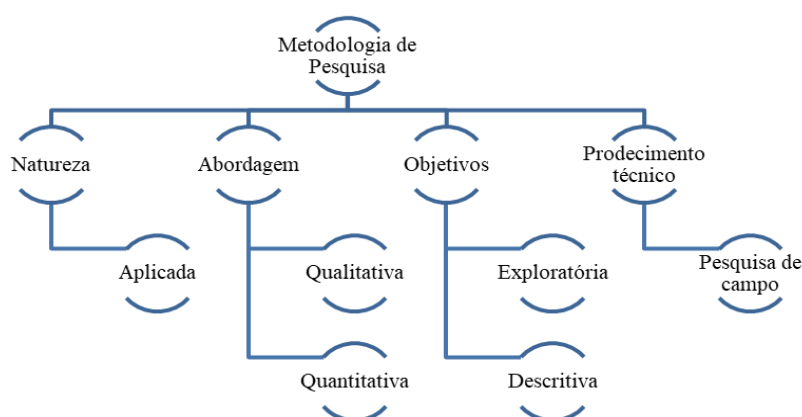 Metodologia de
Pesquisa
Natureza
Abordagem
Objetivos
Prodecimento
técnico
Aplicada
Qualitativa
Exploratória
Pesquisa de
campo
Quantitativa
Descritiva